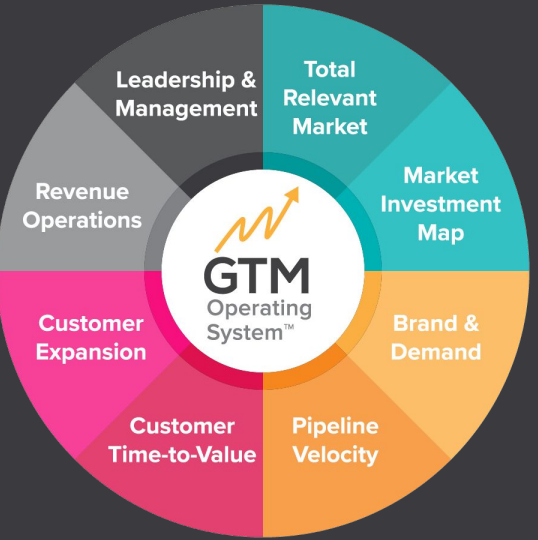 Leadership &
Management
Total
Relevant
Market
Market
Investment
Map
Brand &
Demand
Pipeline
Velocity
Customer
Time-to-Value
Customer
Expansion
Revenue
Operations
GTM
Operating
System™